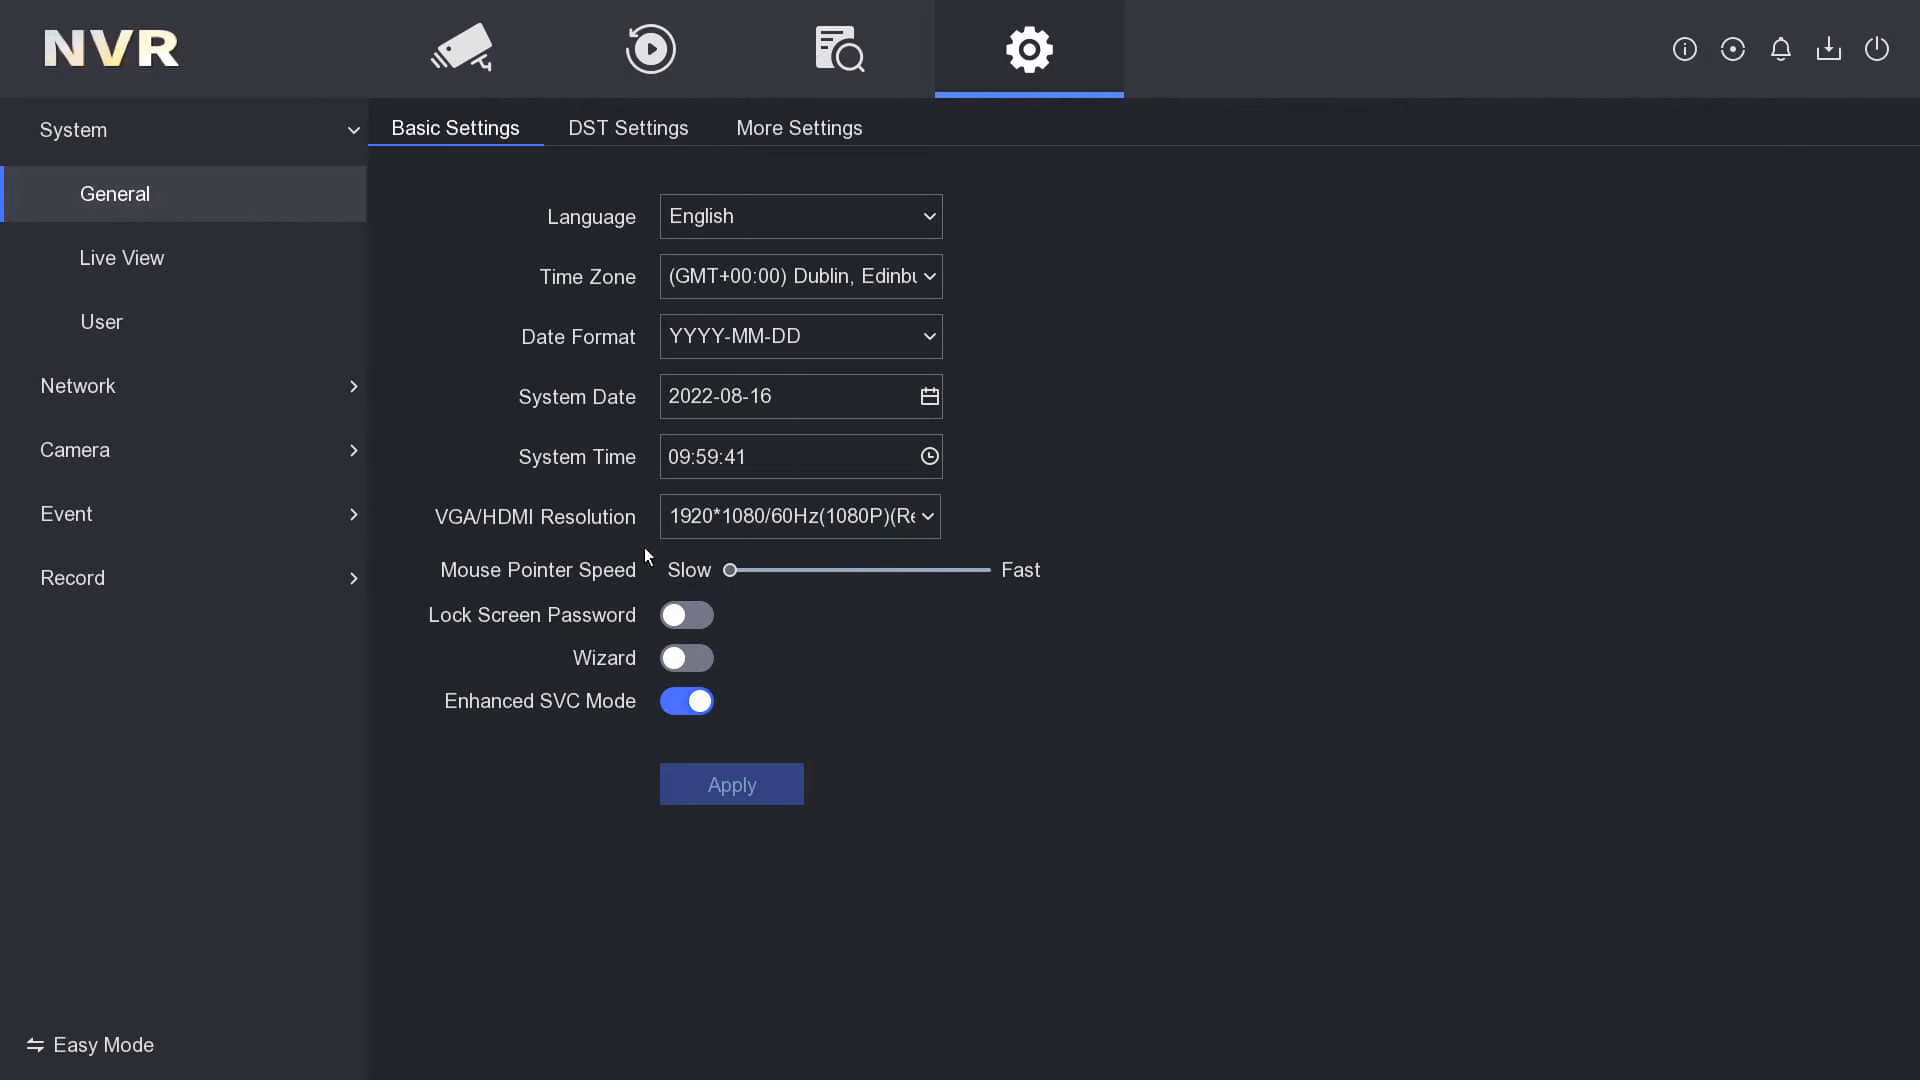 NVR
System
General
Live View
User
Network
Camera
Event
Record
Easy Mode
Basic Settings DST Settings More Settings
Language English
Time Zone (GMT+00:00) Dublin, Edinbu
Date Format YYYY-MM-DD
System Date 2022-08-16
System Time 09:59:41
VGA/HDMI Resolution 1920*1080/60Hz(1080P)(Re
Mouse Pointer Speed Slow Fast
Lock Screen Password
Wizard
Enhanced SVC Mode
Apply